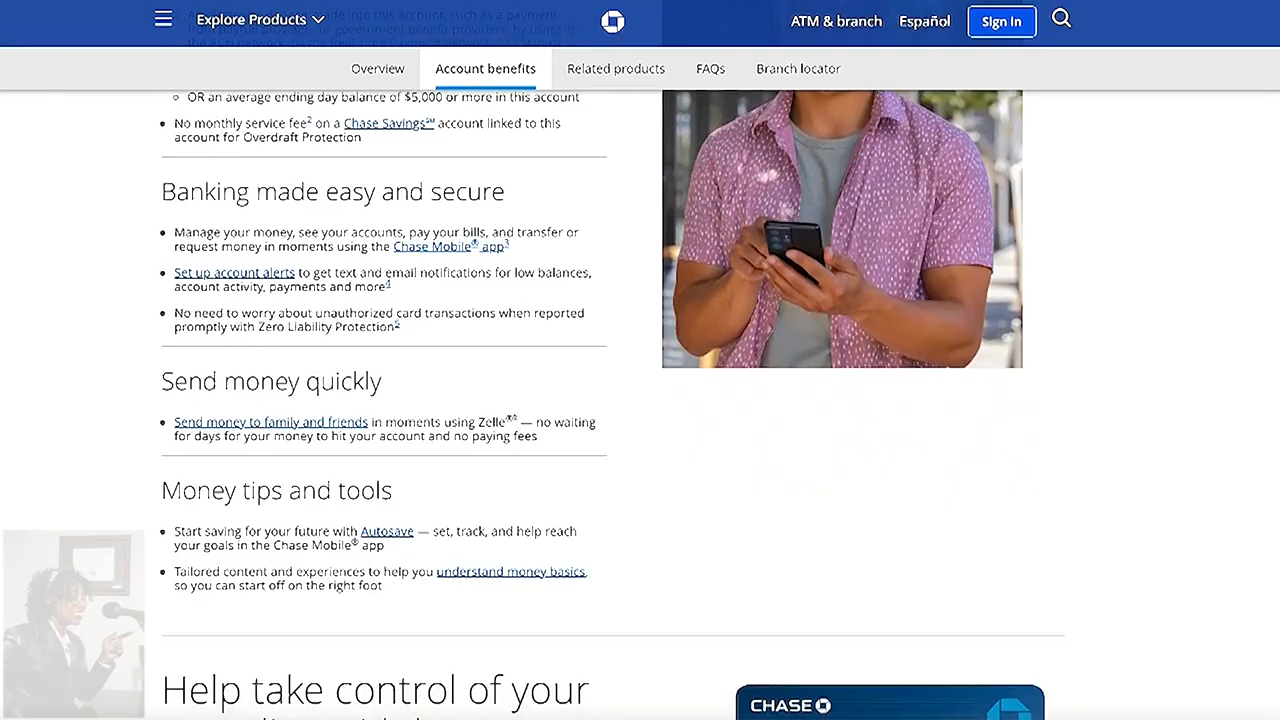 Explore Products
ATM & branch
Español
Sign in
Overview
Account benefits
Related products
FAQs
Branch locator
OR an average ending day balance of $5,000 or more in this account
No monthly service fee2 on a Chase Savings℠ account linked to this
account for Overdraft Protection
Banking made easy and secure
Manage your money, see your accounts, pay your bills, and transfer or
request money in moments using the Chase Mobile® app3
Set up account alerts to get text and email notifications for low balances,
account activity, payments and more4
No need to worry about unauthorized card transactions when reported
promptly with Zero Liability Protection5
Send money quickly
Send money to family and friends in moments using Zelle® — no waiting
for days for your money to hit your account and no paying fees
Money tips and tools
Start saving for your future with Autosave — set, track, and help reach
your goals in the Chase Mobile® app
Tailored content and experiences to help you understand money basics,
so you can start off on the right foot
Help take control of your
CHASE